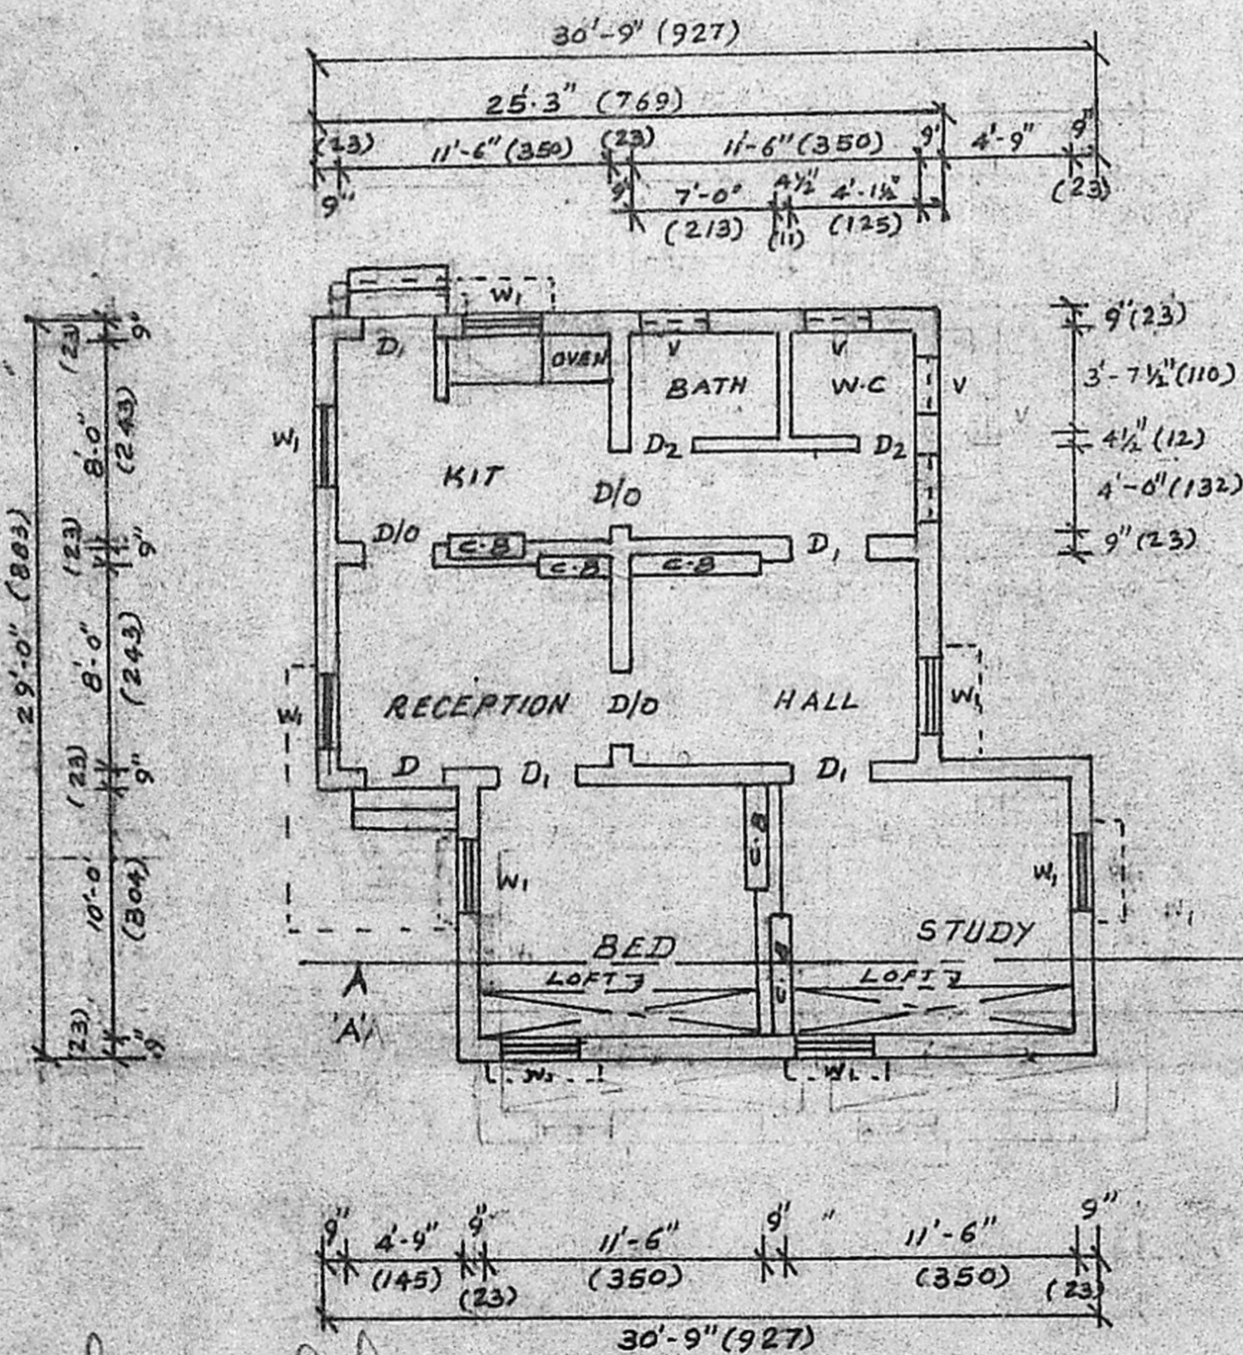 30'-9" (927)
25'·3" (769)
(23) 11'-6" (350) (23) 11'-6" (350) 9" 4'-9" 9"
9" 9" 7'-0" 4½" 4'-1½" (23)
(213) (11) (125)
W1
D1 OVEN V V
BATH W·C V
W1
D2 D2
KIT
D/O
D/O C·B D1
C·B C·B
RECEPTION D/O HALL
W1 W1
D D1 D1
C·B
W1 W1
BED STUDY
A LOFT LOFT
C·B
'A'
W1 W1
9"(23)
3'-7½"(110)
4½"(12)
4'-0"(132)
9"(23)
29'-0" (883)
(23) 9"
8'-0" (243)
(23) 9"
8'-0" (243)
(23) 9"
10'-0" (304)
(23) 9"
9" 4'-9" 9" 11'-6" 9" 11'-6" 9"
(145) (23) (350) (350) (23)
30'-9" (927)